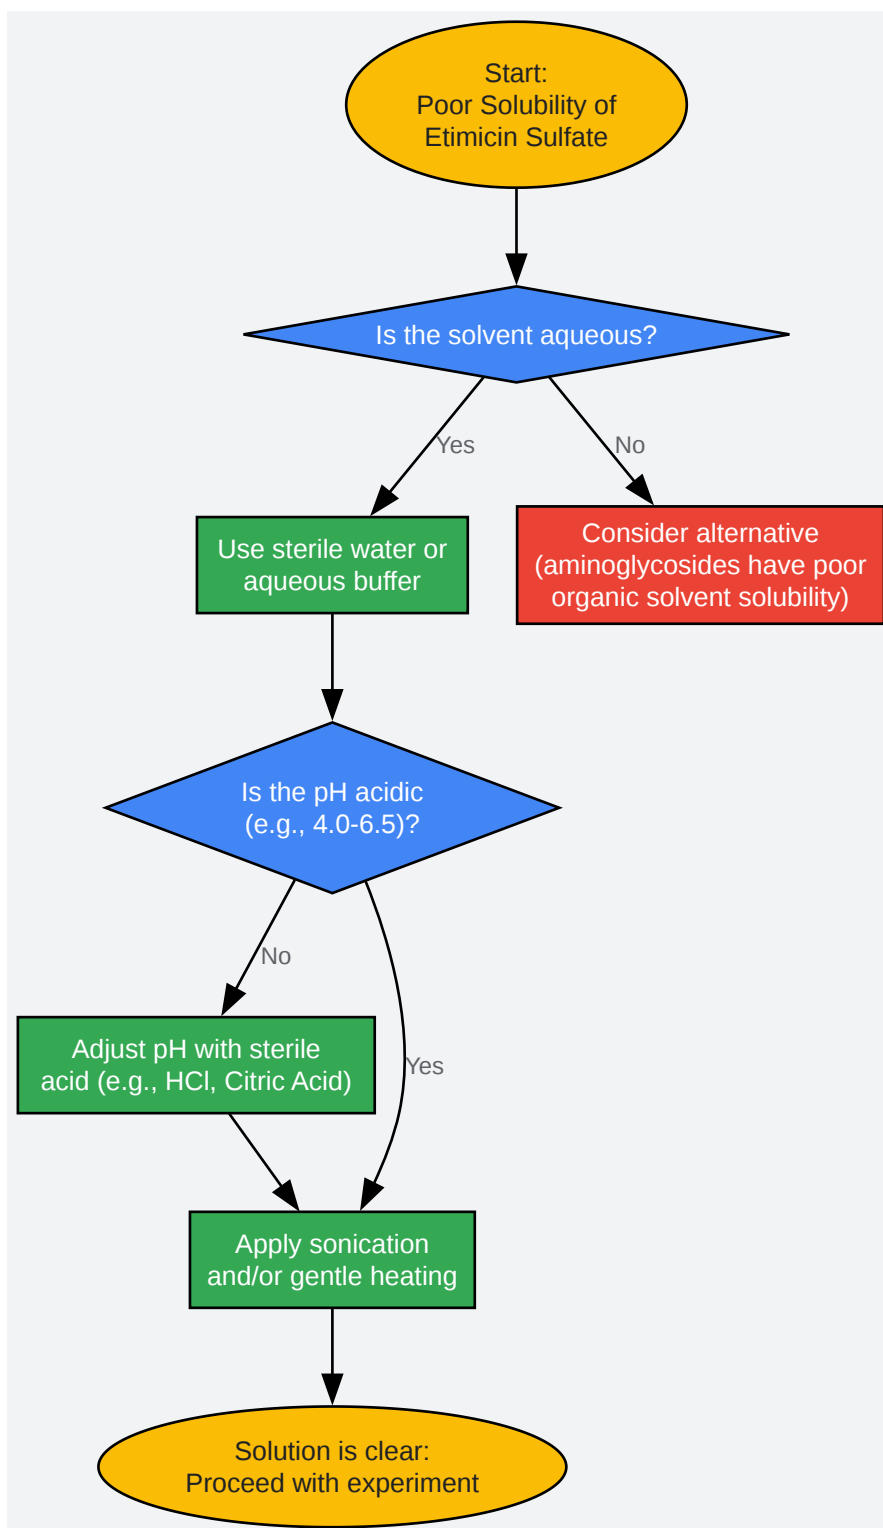 Start:
Poor Solubility of
Etimicin Sulfate
Is the solvent aqueous?
Yes
No
Use sterile water or
aqueous buffer
Consider alternative
(aminoglycosides have poor
organic solvent solubility)
Is the pH acidic
(e.g., 4.0-6.5)?
No
Adjust pH with sterile
acid (e.g., HCl, Citric Acid)
Yes
Apply sonication
and/or gentle heating
Solution is clear:
Proceed with experiment